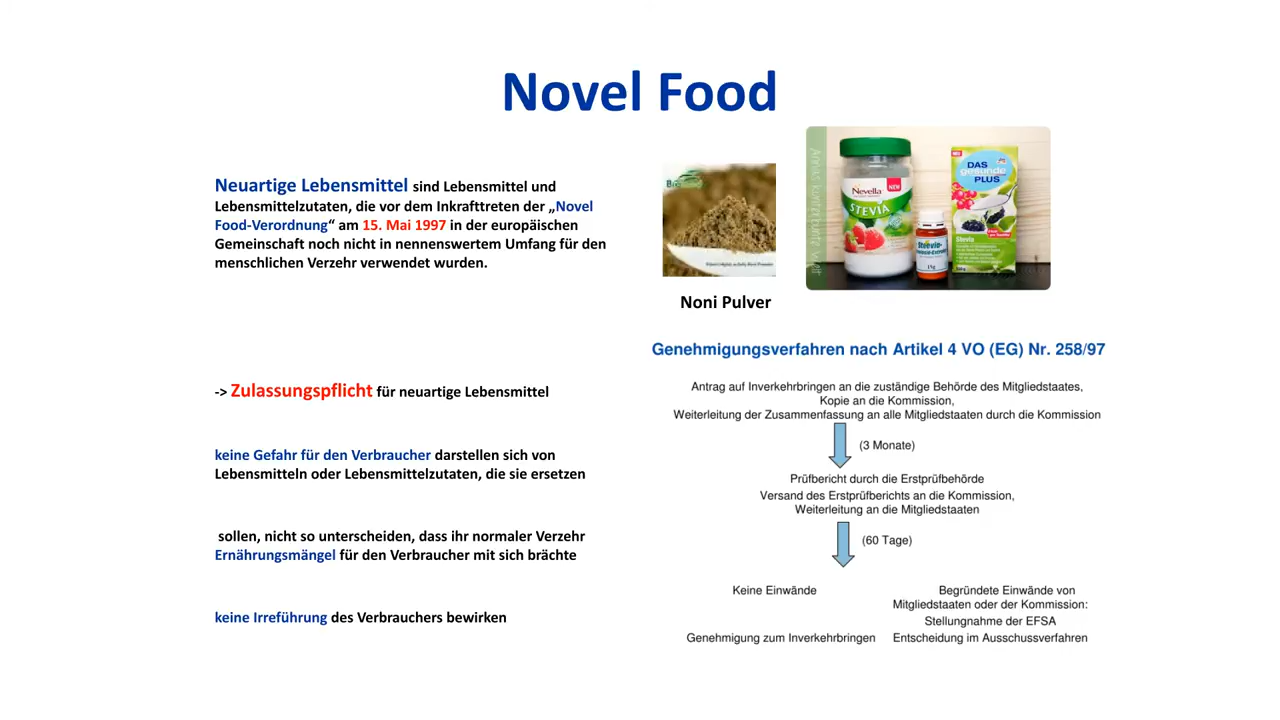 Novel Food
Neuartige Lebensmittel sind Lebensmittel und
Lebensmittelzutaten, die vor dem Inkrafttreten der „Novel
Food-Verordnung“ am 15. Mai 1997 in der europäischen
Gemeinschaft noch nicht in nennenswertem Umfang für den
menschlichen Verzehr verwendet wurden.
-> Zulassungspflicht für neuartige Lebensmittel
keine Gefahr für den Verbraucher darstellen sich von
Lebensmitteln oder Lebensmittelzutaten, die sie ersetzen
sollen, nicht so unterscheiden, dass ihr normaler Verzehr
Ernährungsmängel für den Verbraucher mit sich brächte
keine Irreführung des Verbrauchers bewirken
Noni Pulver
Nevella
NEW
STEVIA
NEU
DAS
gesunde
PLUS
Stevia
Genehmigungsverfahren nach Artikel 4 VO (EG) Nr. 258/97
Antrag auf Inverkehrbringen an die zuständige Behörde des Mitgliedstaates,
Kopie an die Kommission,
Weiterleitung der Zusammenfassung an alle Mitgliedstaaten durch die Kommission
(3 Monate)
Prüfbericht durch die Erstprüfbehörde
Versand des Erstprüfberichts an die Kommission,
Weiterleitung an die Mitgliedstaaten
(60 Tage)
Keine Einwände
Genehmigung zum Inverkehrbringen
Begründete Einwände von
Mitgliedstaaten oder der Kommission:
Stellungnahme der EFSA
Entscheidung im Ausschussverfahren